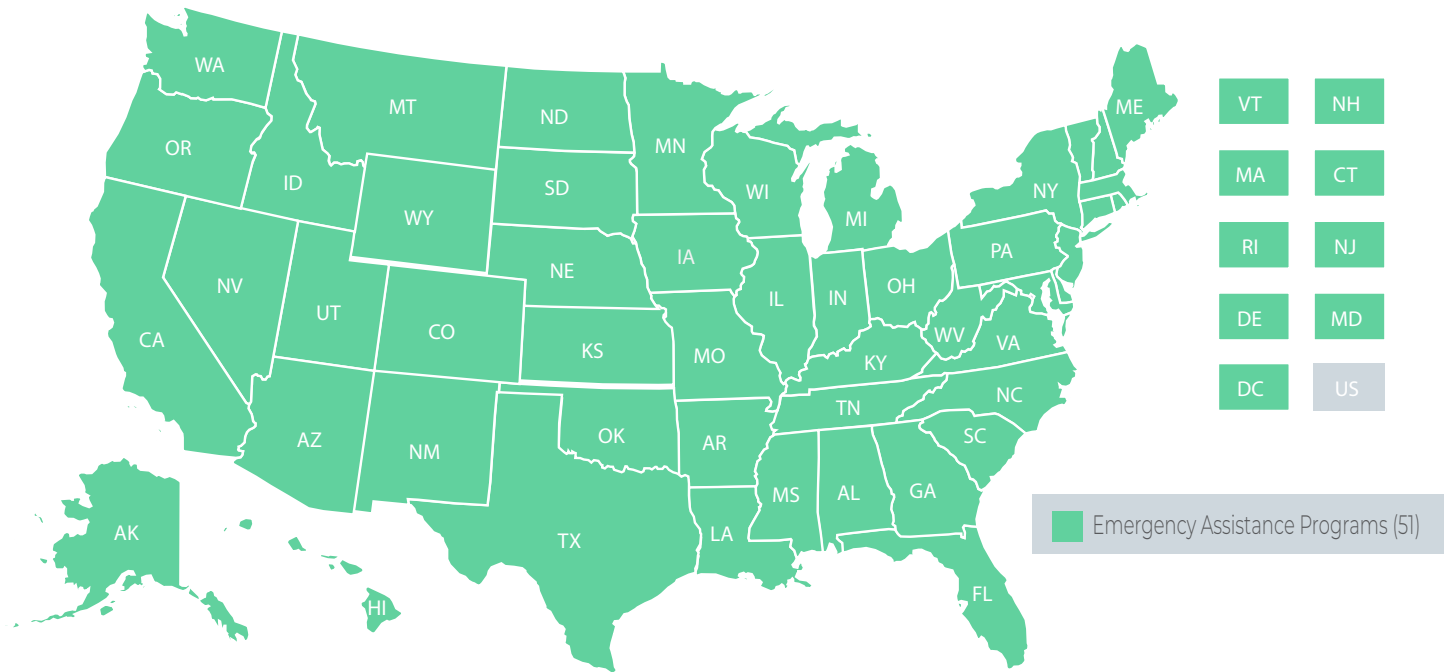 WA
MT
ME
ND
VT
NH
OR
MN
ID
SD
WI
MA
CT
NY
WY
MI
RI
NJ
PA
IA
NE
NV
OH
IL
IN
UT
DE
MD
CO
WV
CA
VA
KS
MO
KY
DC
US
NC
TN
AZ
OK
SC
NM
AR
MS
AL
GA
Emergency Assistance Programs (51)
AK
LA
TX
FL
HI